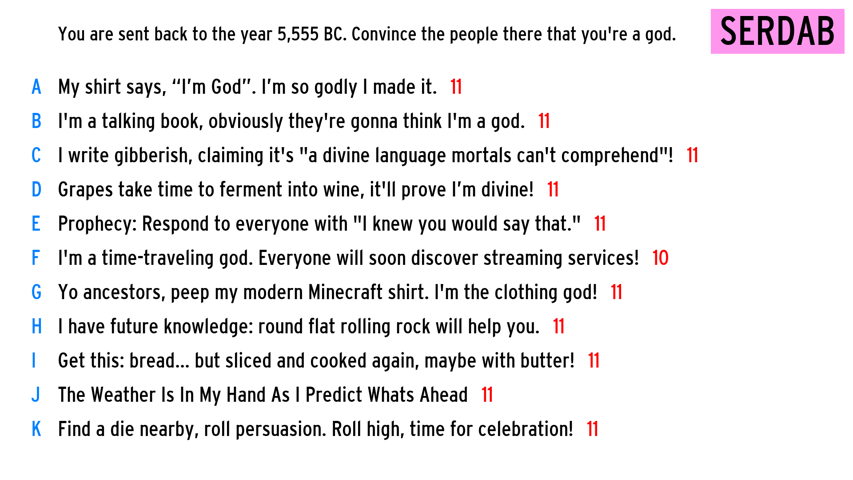 You are sent back to the year 5,555 BC. Convince the people there that you're a god.
SERDAB
A My shirt says, “I’m God”. I’m so godly I made it. 11
B I'm a talking book, obviously they're gonna think I'm a god. 11
C I write gibberish, claiming it's "a divine language mortals can't comprehend"! 11
D Grapes take time to ferment into wine, it'll prove I’m divine! 11
E Prophecy: Respond to everyone with "I knew you would say that." 11
F I'm a time-traveling god. Everyone will soon discover streaming services! 10
G Yo ancestors, peep my modern Minecraft shirt. I'm the clothing god! 11
H I have future knowledge: round flat rolling rock will help you. 11
I Get this: bread... but sliced and cooked again, maybe with butter! 11
J The Weather Is In My Hand As I Predict Whats Ahead 11
K Find a die nearby, roll persuasion. Roll high, time for celebration! 11